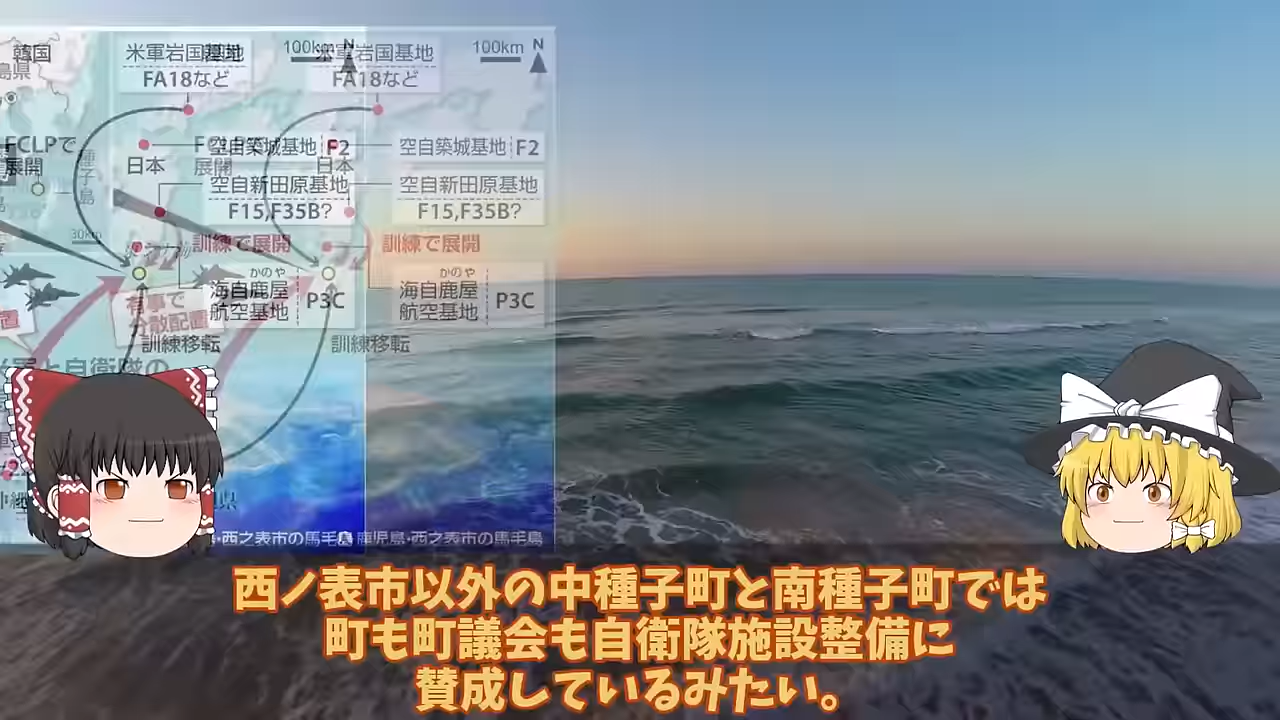 韓国
島県
米軍岩国基地
FA18など
100km N
米軍岩国基地
FA18など
100km N
FCLPで
展開
種子島
日本
空自築城基地 F2
日本
空自築城基地 F2
空自新田原基地
F15,F35B?
空自新田原基地
F15,F35B?
30km
訓練で展開
訓練で展開
有事で
分散配置
かのや
海自鹿屋
航空基地 P3C
かのや
海自鹿屋
航空基地 P3C
訓練移転
訓練移転
西之表市の馬毛島
鹿児島・西之表市の馬毛島
西ノ表市以外の中種子町と南種子町では
町も町議会も自衛隊施設整備に
賛成しているみたい。